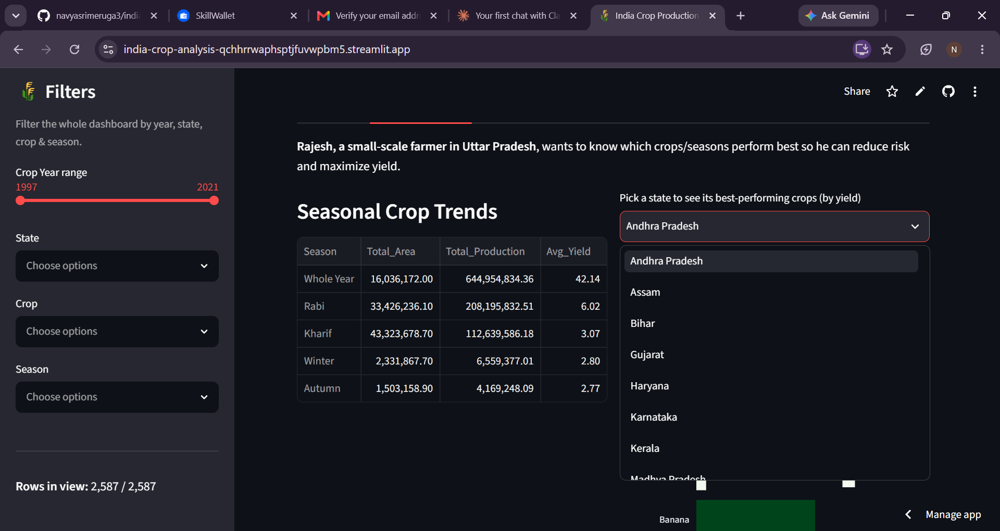 navyasrimeruga3/indi
SkillWallet
Verify your email addr
Your first chat with Cla
India Crop Production
Ask Gemini
india-crop-analysis-qchhrrwaphsptjfuvwpbm5.streamlit.app
N
Filters
Filter the whole dashboard by year, state,
crop & season.
Crop Year range
1997 2021
State
Choose options
Crop
Choose options
Season
Choose options
Rows in view: 2,587 / 2,587
Share
Rajesh, a small-scale farmer in Uttar Pradesh, wants to know which crops/seasons perform best so he can reduce risk
and maximize yield.
Seasonal Crop Trends
Season Total_Area Total_Production Avg_Yield
Whole Year 16,036,172.00 644,954,834.36 42.14
Rabi 33,426,236.10 208,195,832.51 6.02
Kharif 43,323,678.70 112,639,586.18 3.07
Winter 2,331,867.70 6,559,377.01 2.80
Autumn 1,503,158.90 4,169,248.09 2.77
Pick a state to see its best-performing crops (by yield)
Andhra Pradesh
Andhra Pradesh
Assam
Bihar
Gujarat
Haryana
Karnataka
Kerala
Madhya Pradesh
Banana
Manage app